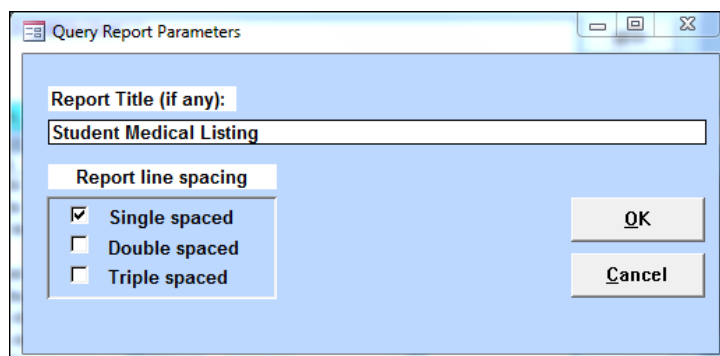 Query Report Parameters
Report Title (if any):
Student Medical Listing
Report line spacing
Single spaced
Double spaced
Triple spaced
OK
Cancel